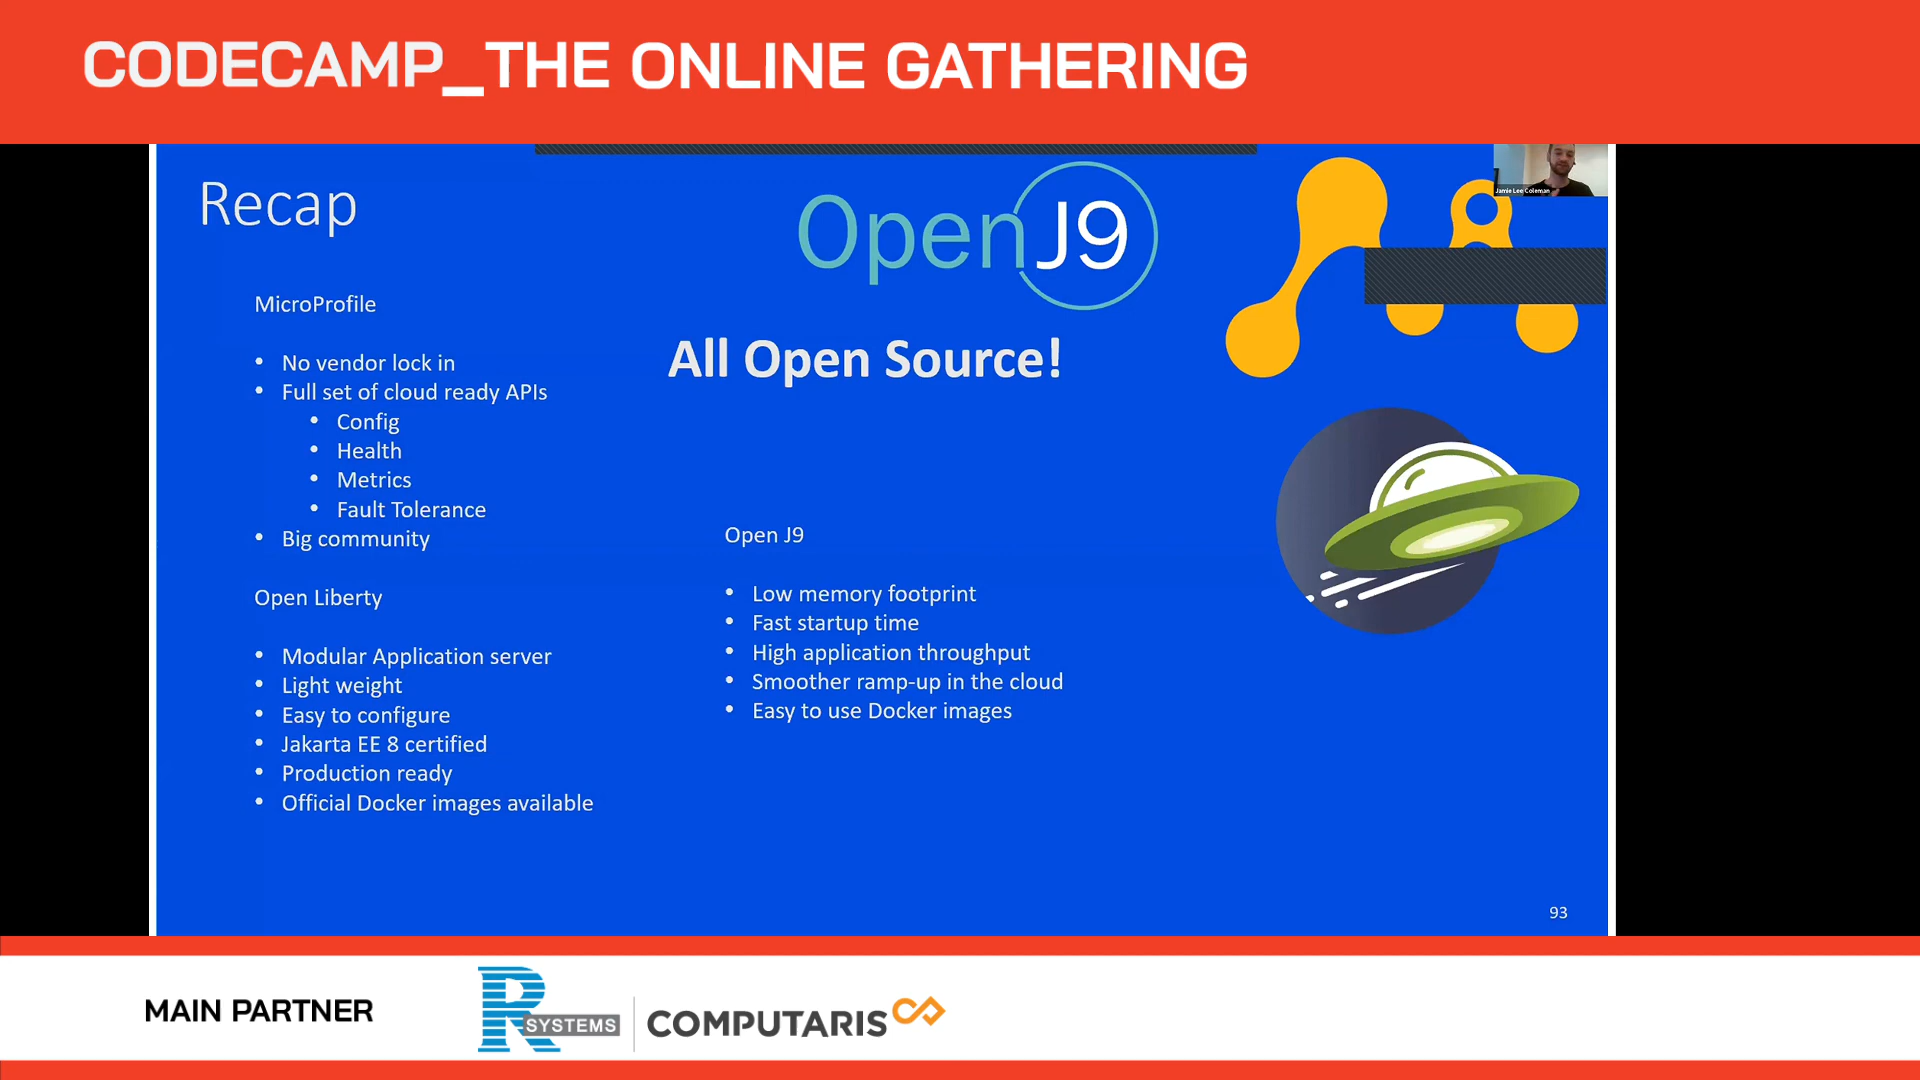 CODECAMP_THE ONLINE GATHERING
Recap
OpenJ9
Jamie Lee Coleman
All Open Source!
MicroProfile
• No vendor lock in
• Full set of cloud ready APIs
• Config
• Health
• Metrics
• Fault Tolerance
• Big community
Open Liberty
• Modular Application server
• Light weight
• Easy to configure
• Jakarta EE 8 certified
• Production ready
• Official Docker images available
Open J9
• Low memory footprint
• Fast startup time
• High application throughput
• Smoother ramp-up in the cloud
• Easy to use Docker images
93
MAIN PARTNER
R SYSTEMS
COMPUTARIS